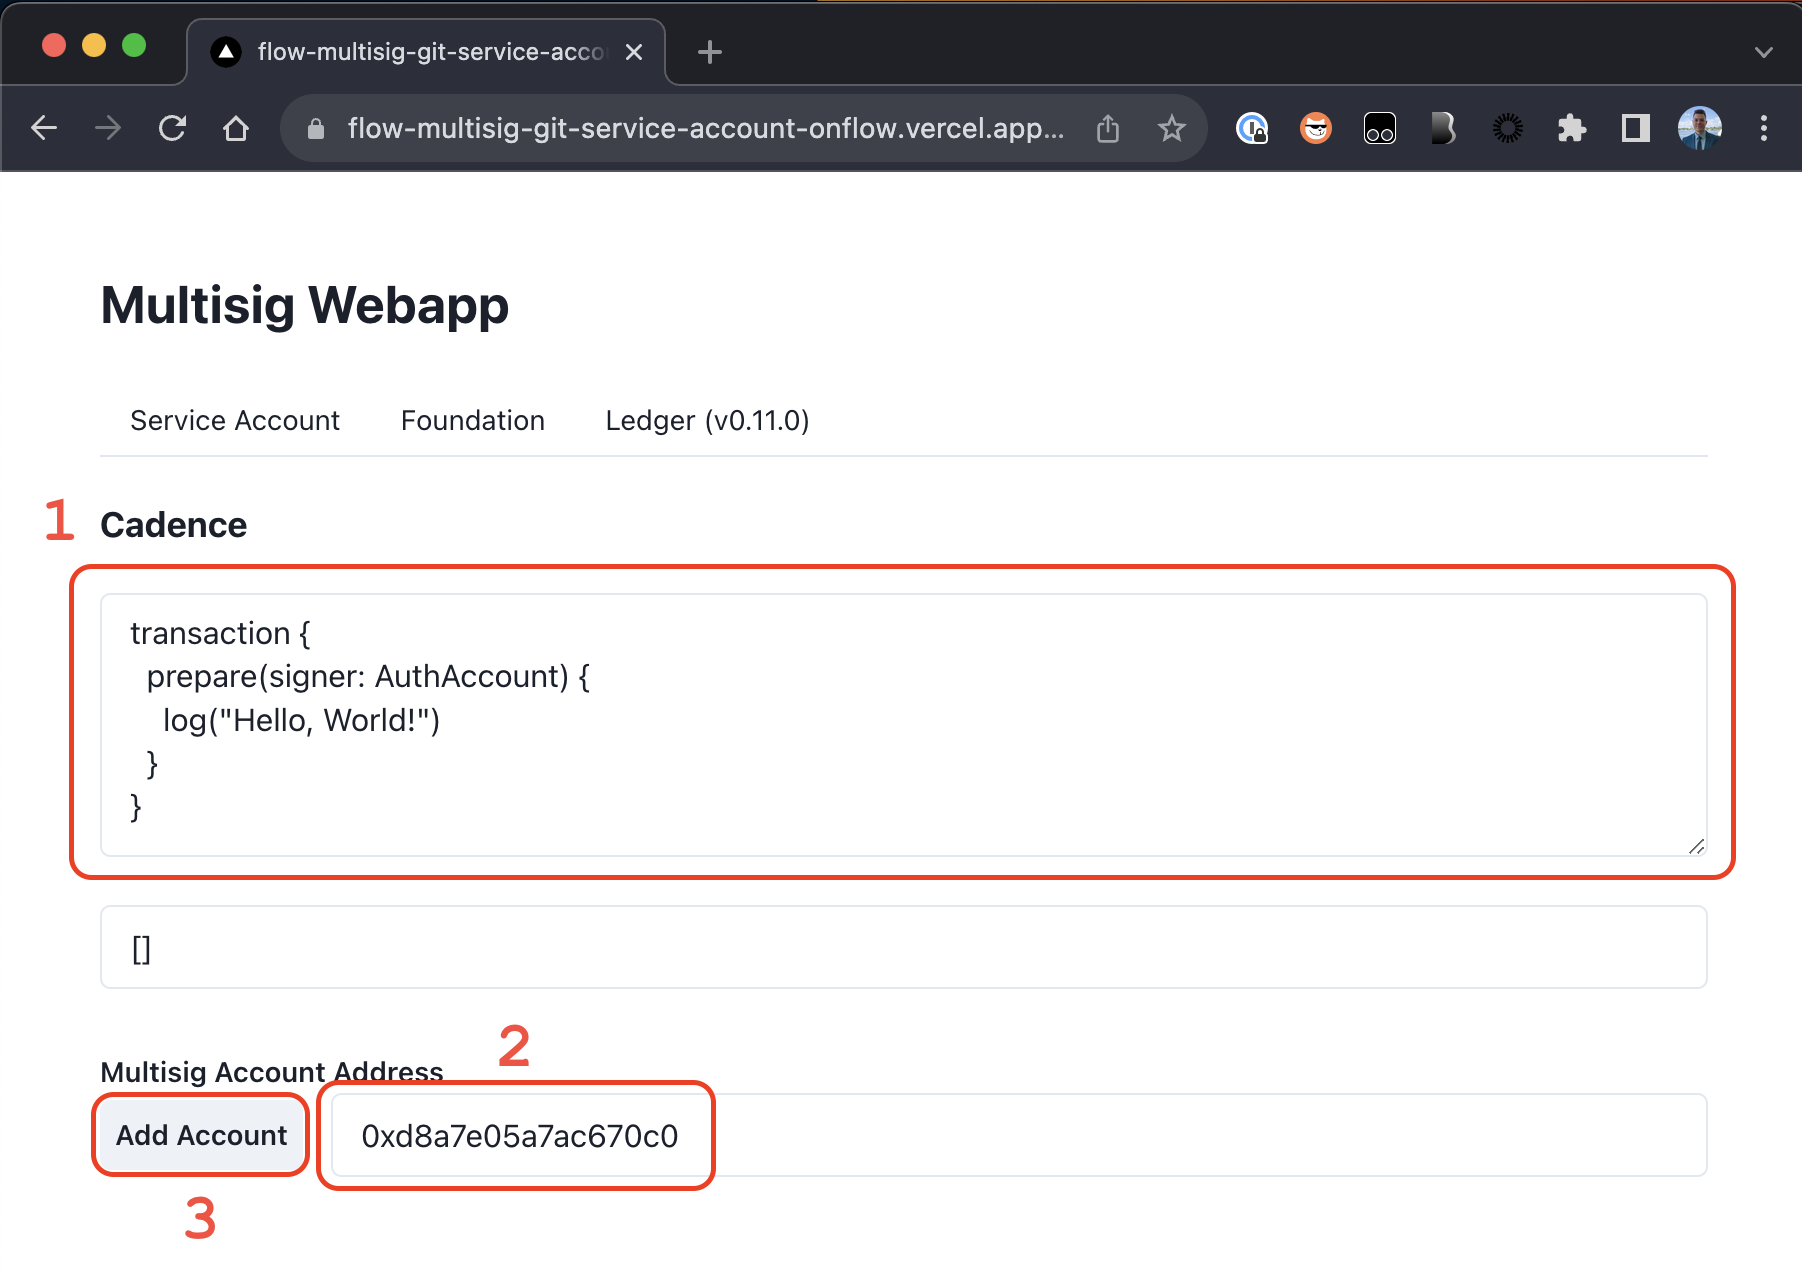 flow-multisig-git-service-acco
flow-multisig-git-service-account-onflow.vercel.app...
Multisig Webapp
Service Account Foundation Ledger (v0.11.0)
1 Cadence
transaction {
  prepare(signer: AuthAccount) {
    log("Hello, World!")
  }
}
[]
2
Multisig Account Address
Add Account 0xd8a7e05a7ac670c0
3